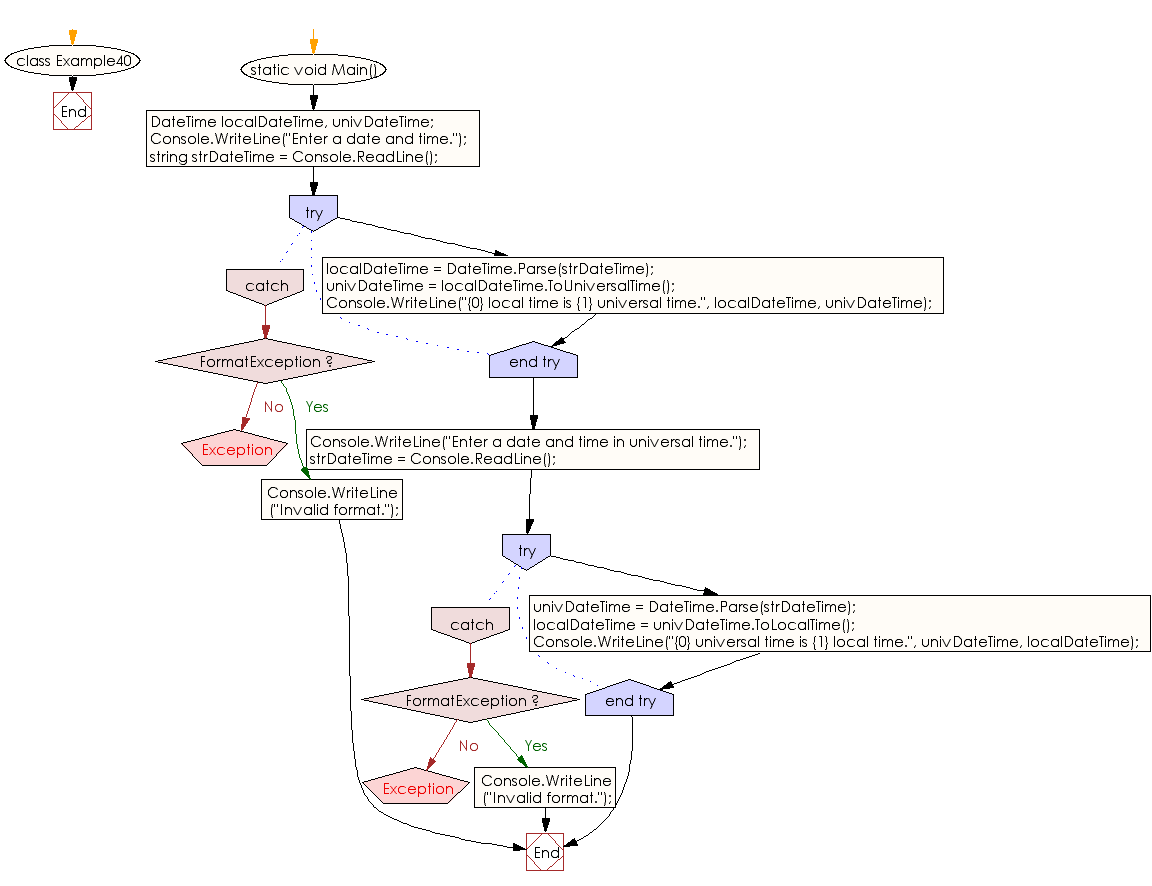 class Example40
End
static void Main()
DateTime localDateTime, univDateTime;
Console.WriteLine("Enter a date and time.");
string strDateTime = Console.ReadLine();
try
catch
localDateTime = DateTime.Parse(strDateTime);
univDateTime = localDateTime.ToUniversalTime();
Console.WriteLine("{0} local time is {1} universal time.", localDateTime, univDateTime);
FormatException ?
end try
No
Yes
Exception
Console.WriteLine("Enter a date and time in universal time.");
strDateTime = Console.ReadLine();
Console.WriteLine
("Invalid format.");
try
catch
univDateTime = DateTime.Parse(strDateTime);
localDateTime = univDateTime.ToLocalTime();
Console.WriteLine("{0} universal time is {1} local time.", univDateTime, localDateTime);
FormatException ?
end try
No
Yes
Exception
Console.WriteLine
("Invalid format.");
End